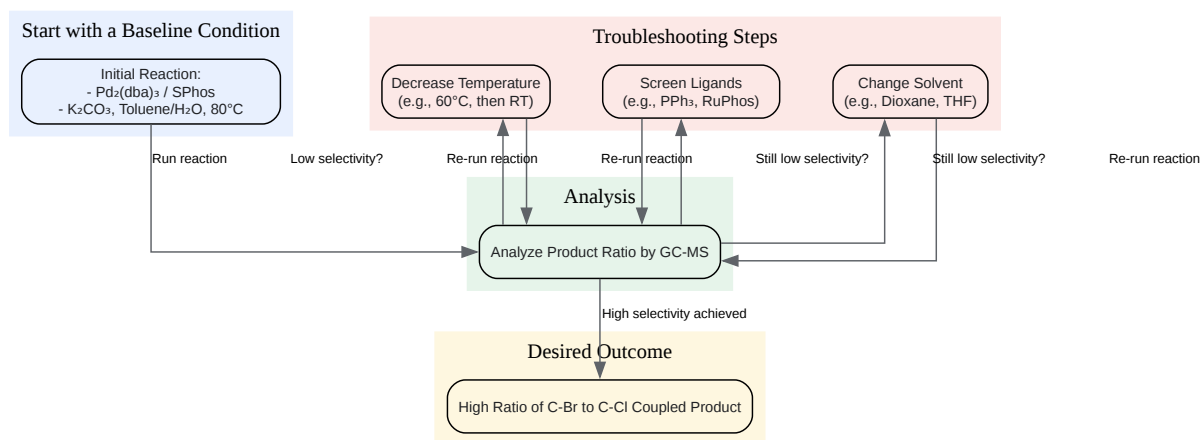 Start with a Baseline Condition
Initial Reaction:
- Pd₂(dba)₃ / SPhos
- K₂CO₃, Toluene/H₂O, 80°C
Troubleshooting Steps
Decrease Temperature
(e.g., 60°C, then RT)
Screen Ligands
(e.g., PPh₃, RuPhos)
Change Solvent
(e.g., Dioxane, THF)
Run reaction
Low selectivity?
Re-run reaction
Re-run reaction
Still low selectivity?
Still low selectivity?
Re-run reaction
Analysis
Analyze Product Ratio by GC-MS
High selectivity achieved
Desired Outcome
High Ratio of C-Br to C-Cl Coupled Product